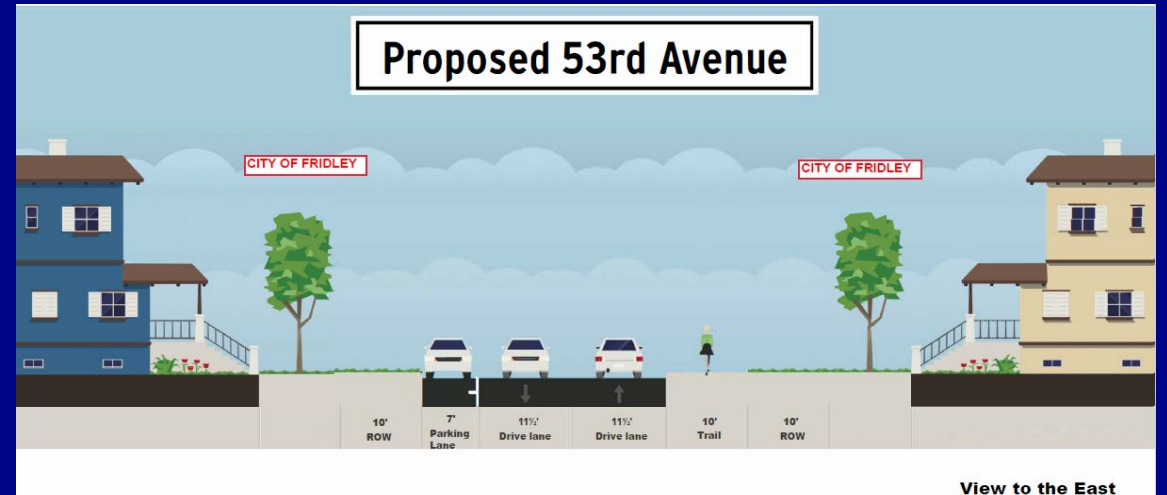 Proposed 53rd Avenue
CITY OF FRIDLEY
CITY OF FRIDLEY
10'
ROW
7'
Parking
Lane
11½'
Drive lane
11½'
Drive lane
10'
Trail
10'
ROW
View to the East